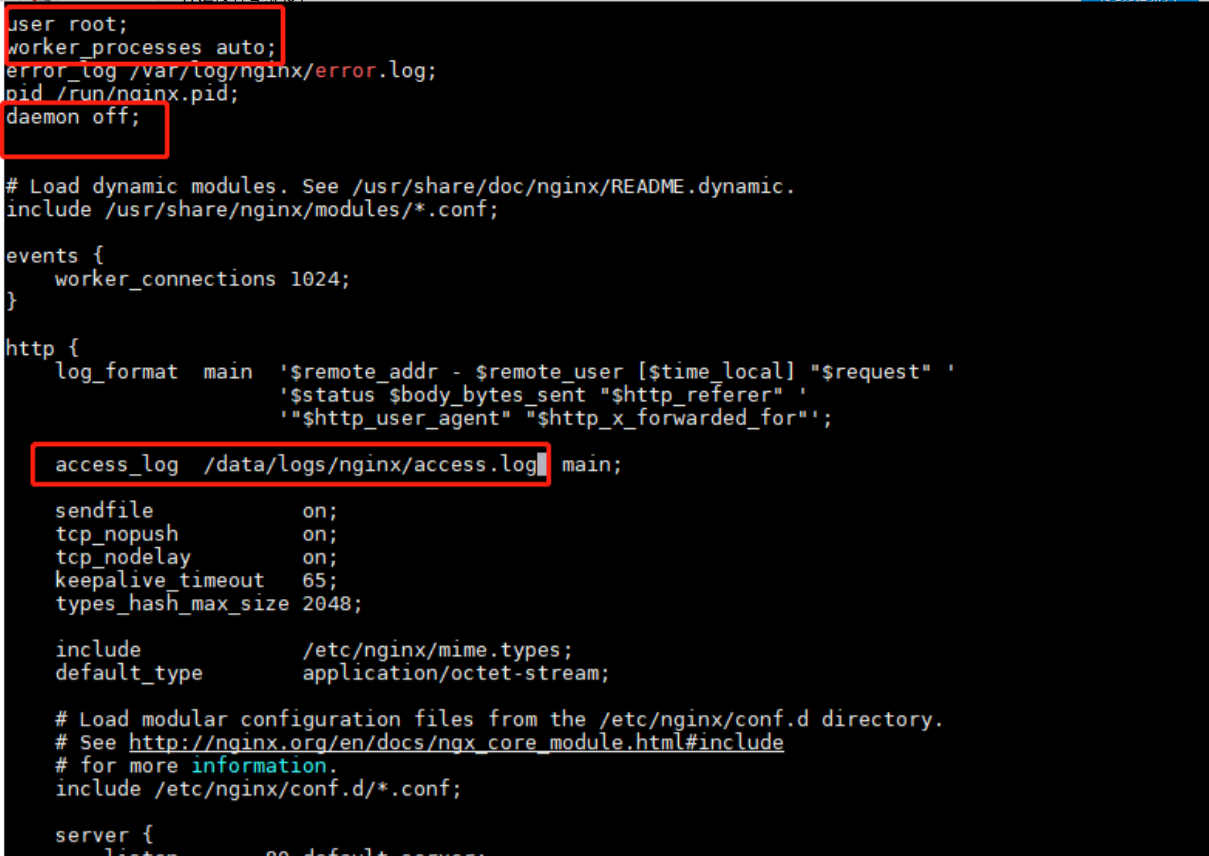 user root;
worker_processes auto;
error_log /var/log/nginx/error.log;
pid /run/nginx.pid;
daemon off;
# Load dynamic modules. See /usr/share/doc/nginx/README.dynamic.
include /usr/share/nginx/modules/*.conf;
events {
    worker_connections 1024;
}
http {
    log_format  main  '$remote_addr - $remote_user [$time_local] "$request" '
                      '$status $body_bytes_sent "$http_referer" '
                      '"$http_user_agent" "$http_x_forwarded_for"';
    access_log  /data/logs/nginx/access.log  main;
    sendfile            on;
    tcp_nopush          on;
    tcp_nodelay         on;
    keepalive_timeout   65;
    types_hash_max_size 2048;
    include             /etc/nginx/mime.types;
    default_type        application/octet-stream;
    # Load modular configuration files from the /etc/nginx/conf.d directory.
    # See http://nginx.org/en/docs/ngx_core_module.html#include
    # for more information.
    include /etc/nginx/conf.d/*.conf;
    server {